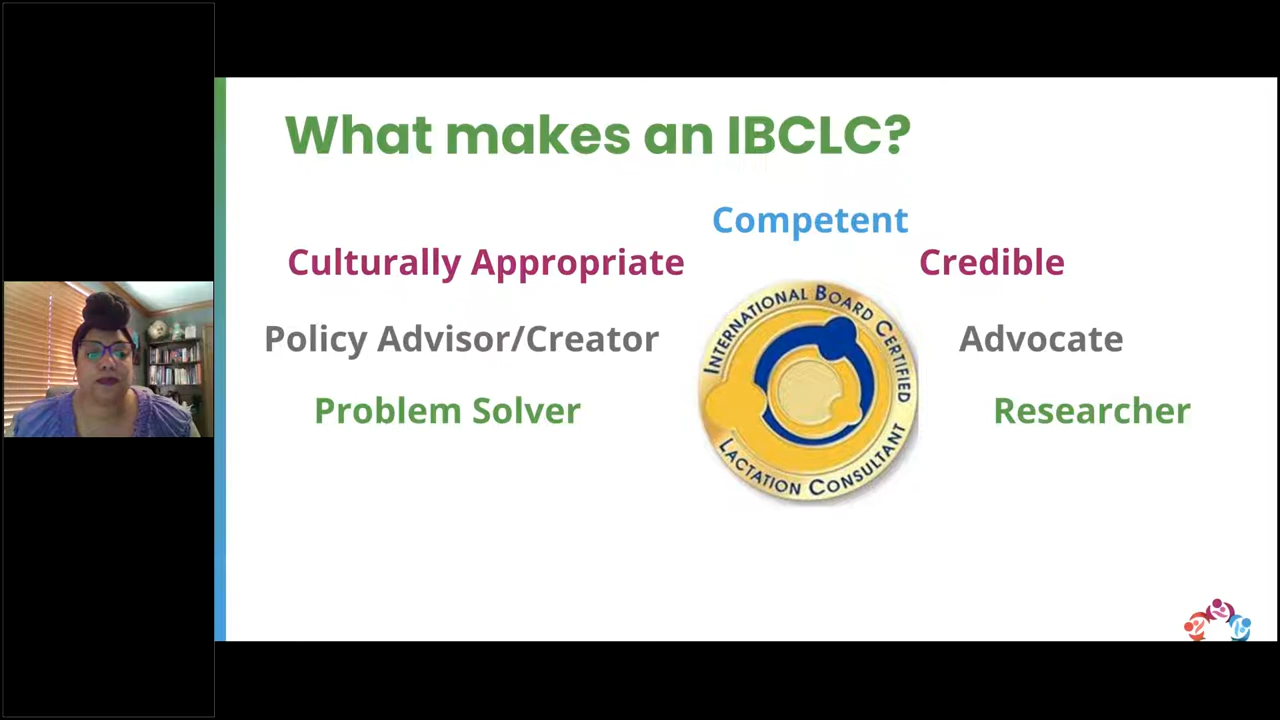 What makes an IBCLC?
Competent
Culturally Appropriate
Credible
Policy Advisor/Creator
Advocate
Problem Solver
Researcher
INTERNATIONAL BOARD CERTIFIED
LACTATION CONSULTANT